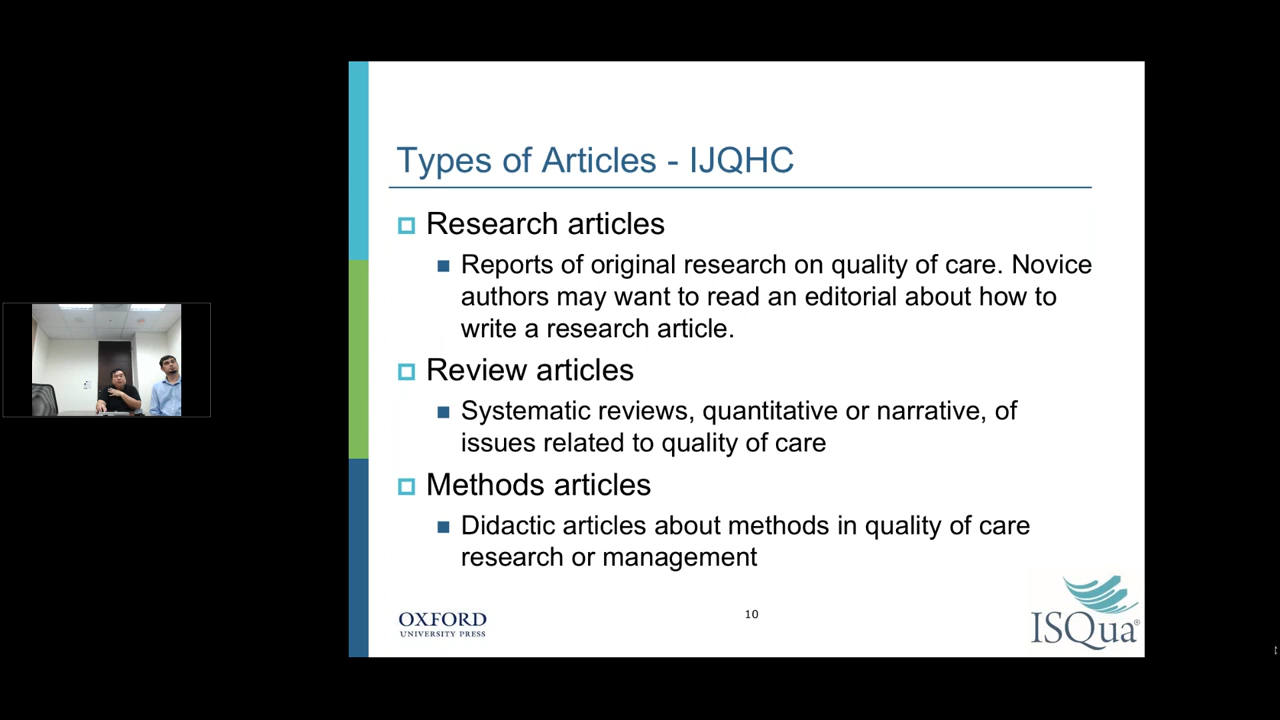 Types of Articles - IJQHC
Research articles
Reports of original research on quality of care. Novice
authors may want to read an editorial about how to
write a research article.
Review articles
Systematic reviews, quantitative or narrative, of
issues related to quality of care
Methods articles
Didactic articles about methods in quality of care
research or management
OXFORD
UNIVERSITY PRESS
10
ISQua®